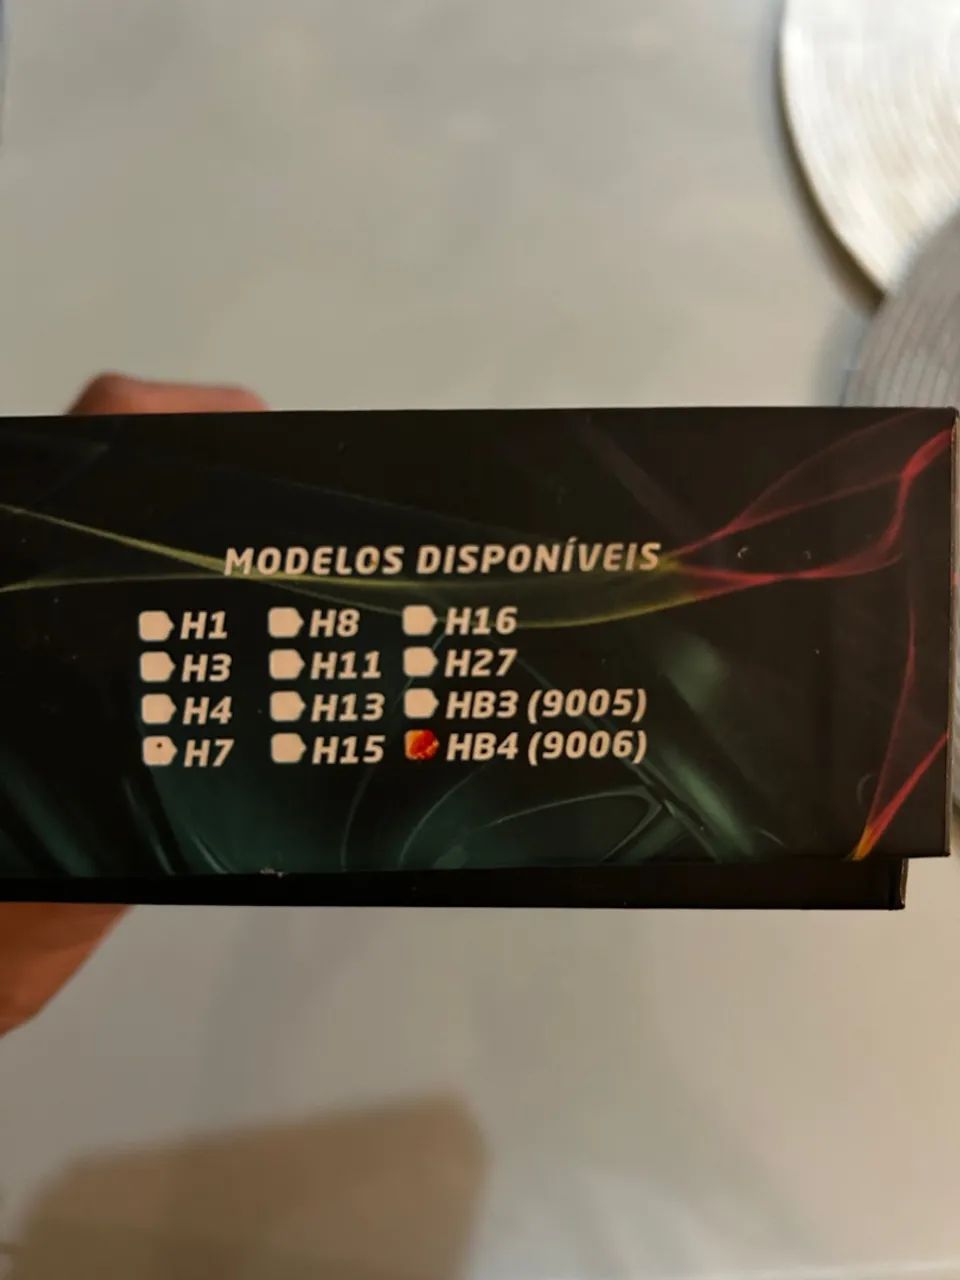 MODELOS DISPONÍVEIS
H1 H8 H16
H3 H11 H27
H4 H13 HB3 (9005)
H7 H15 HB4 (9006)